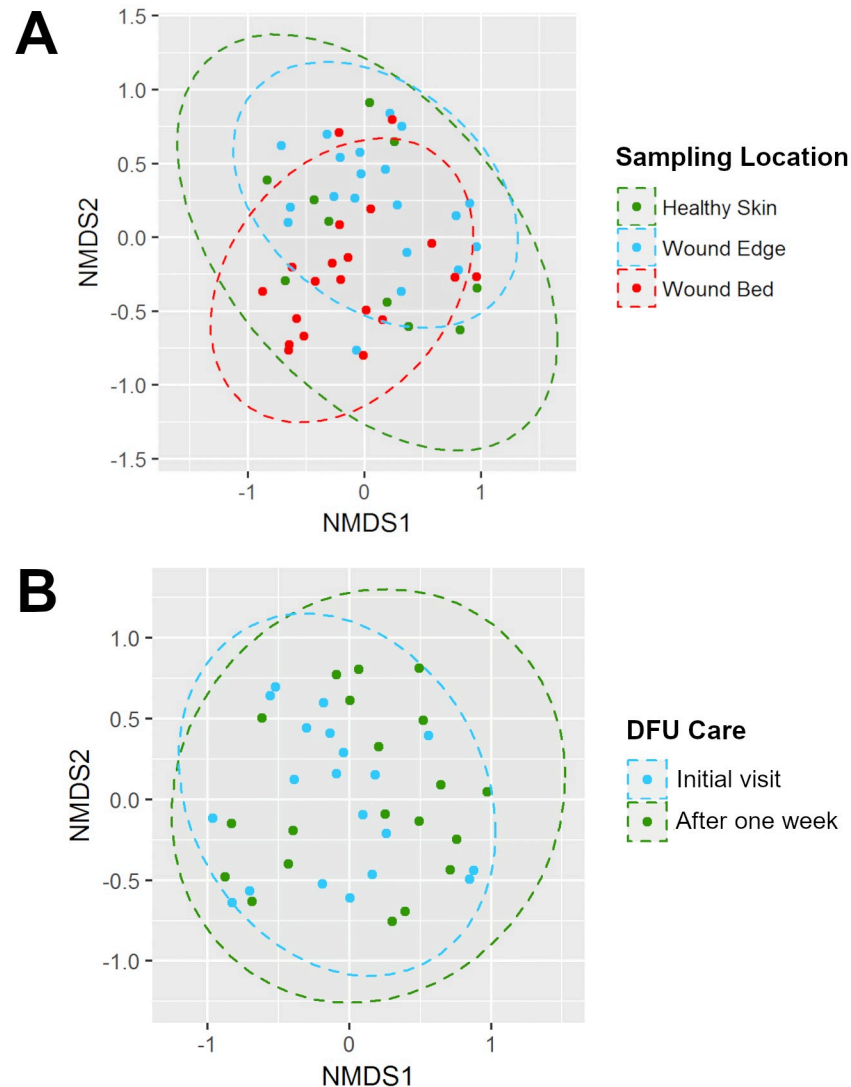 A
1.5
1.0
0.5
0.0
-0.5
-1.0
-1.5
NMDS2
-1
0
1
NMDS1
Sampling Location
Healthy Skin
Wound Edge
Wound Bed
B
1.0
0.5
0.0
-0.5
-1.0
NMDS2
-1
0
1
NMDS1
DFU Care
Initial visit
After one week